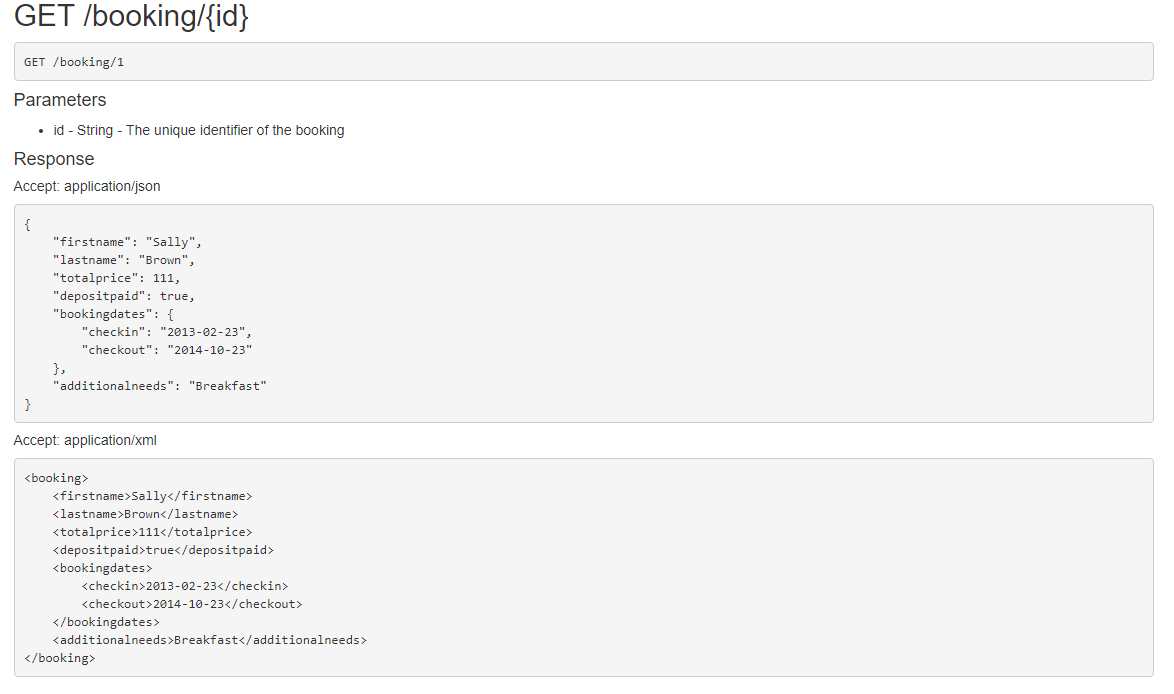 GET /booking/{id}
GET /booking/1
Parameters
• id - String - The unique identifier of the booking
Response
Accept: application/json
{
    "firstname": "Sally",
    "lastname": "Brown",
    "totalprice": 111,
    "depositpaid": true,
    "bookingdates": {
        "checkin": "2013-02-23",
        "checkout": "2014-10-23"
    },
    "additionalneeds": "Breakfast"
}
Accept: application/xml
<booking>
    <firstname>Sally</firstname>
    <lastname>Brown</lastname>
    <totalprice>111</totalprice>
    <depositpaid>true</depositpaid>
    <bookingdates>
        <checkin>2013-02-23</checkin>
        <checkout>2014-10-23</checkout>
    </bookingdates>
    <additionalneeds>Breakfast</additionalneeds>
</booking>